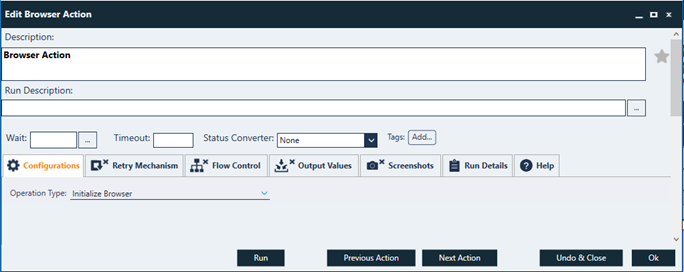 Edit Browser Action
Description:
Browser Action
Run Description:
...
Wait: ... Timeout: Status Converter: None Tags: Add...
Configurations Retry Mechanism Flow Control Output Values Screenshots Run Details Help
Operation Type: Initialize Browser
Run Previous Action Next Action Undo & Close Ok